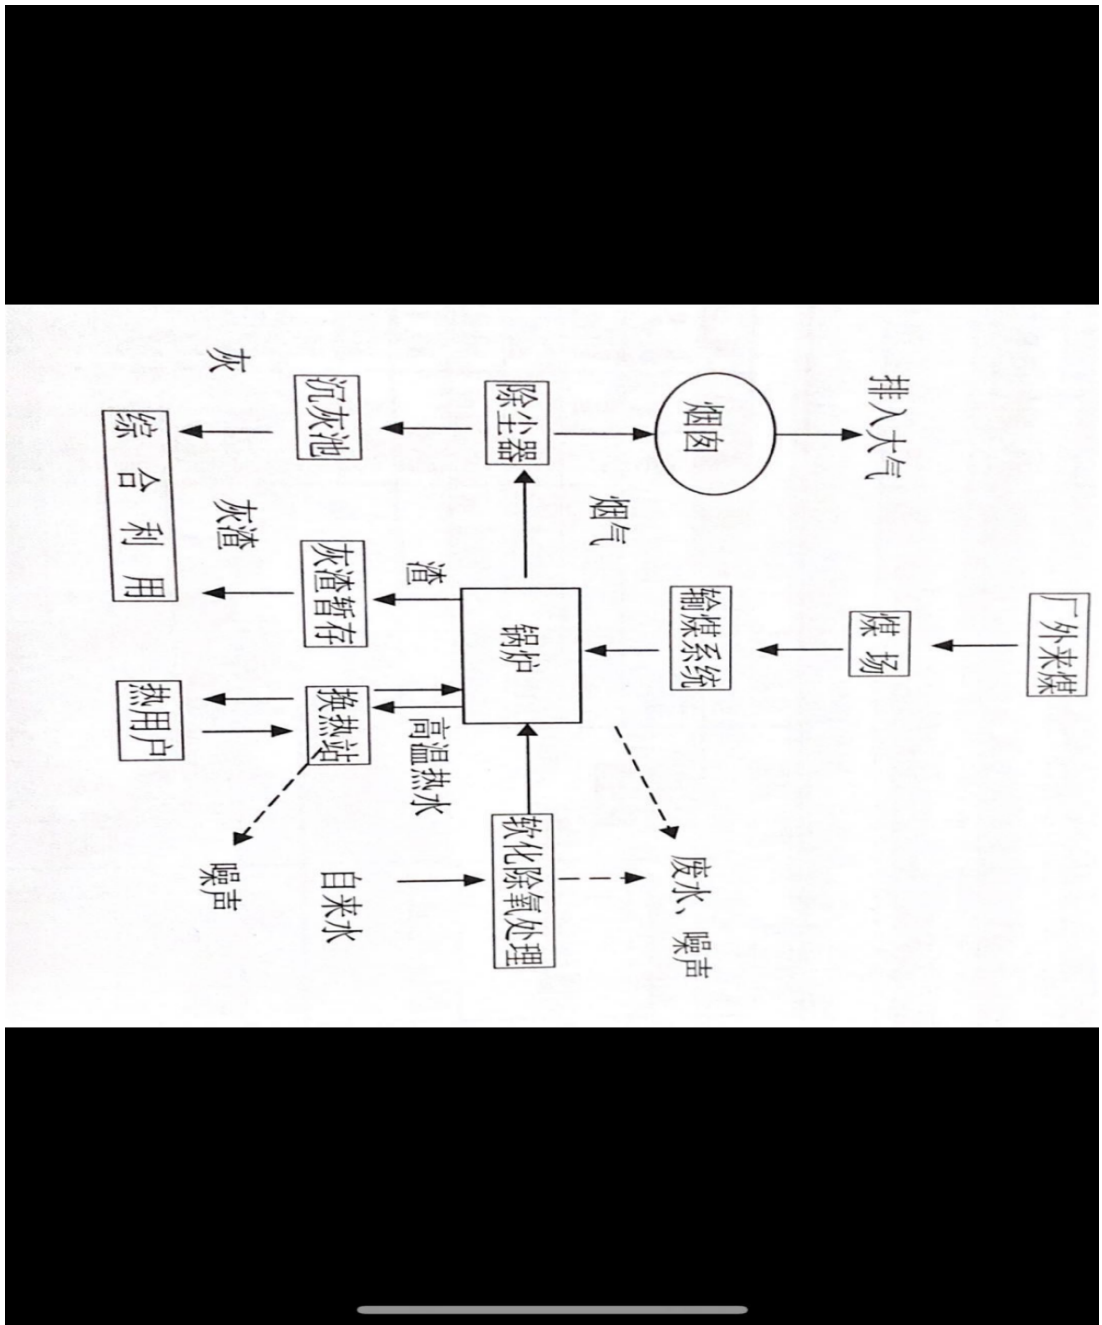 厂外来煤
排入大气
煤场
烟囱
输煤系统
废水、噪声
烟气
除尘器
锅炉
软化除氧处理
渣
高温热水
沉灰池
灰渣暂存
换热站
自来水
灰
灰渣
噪声
综合利用
热用户